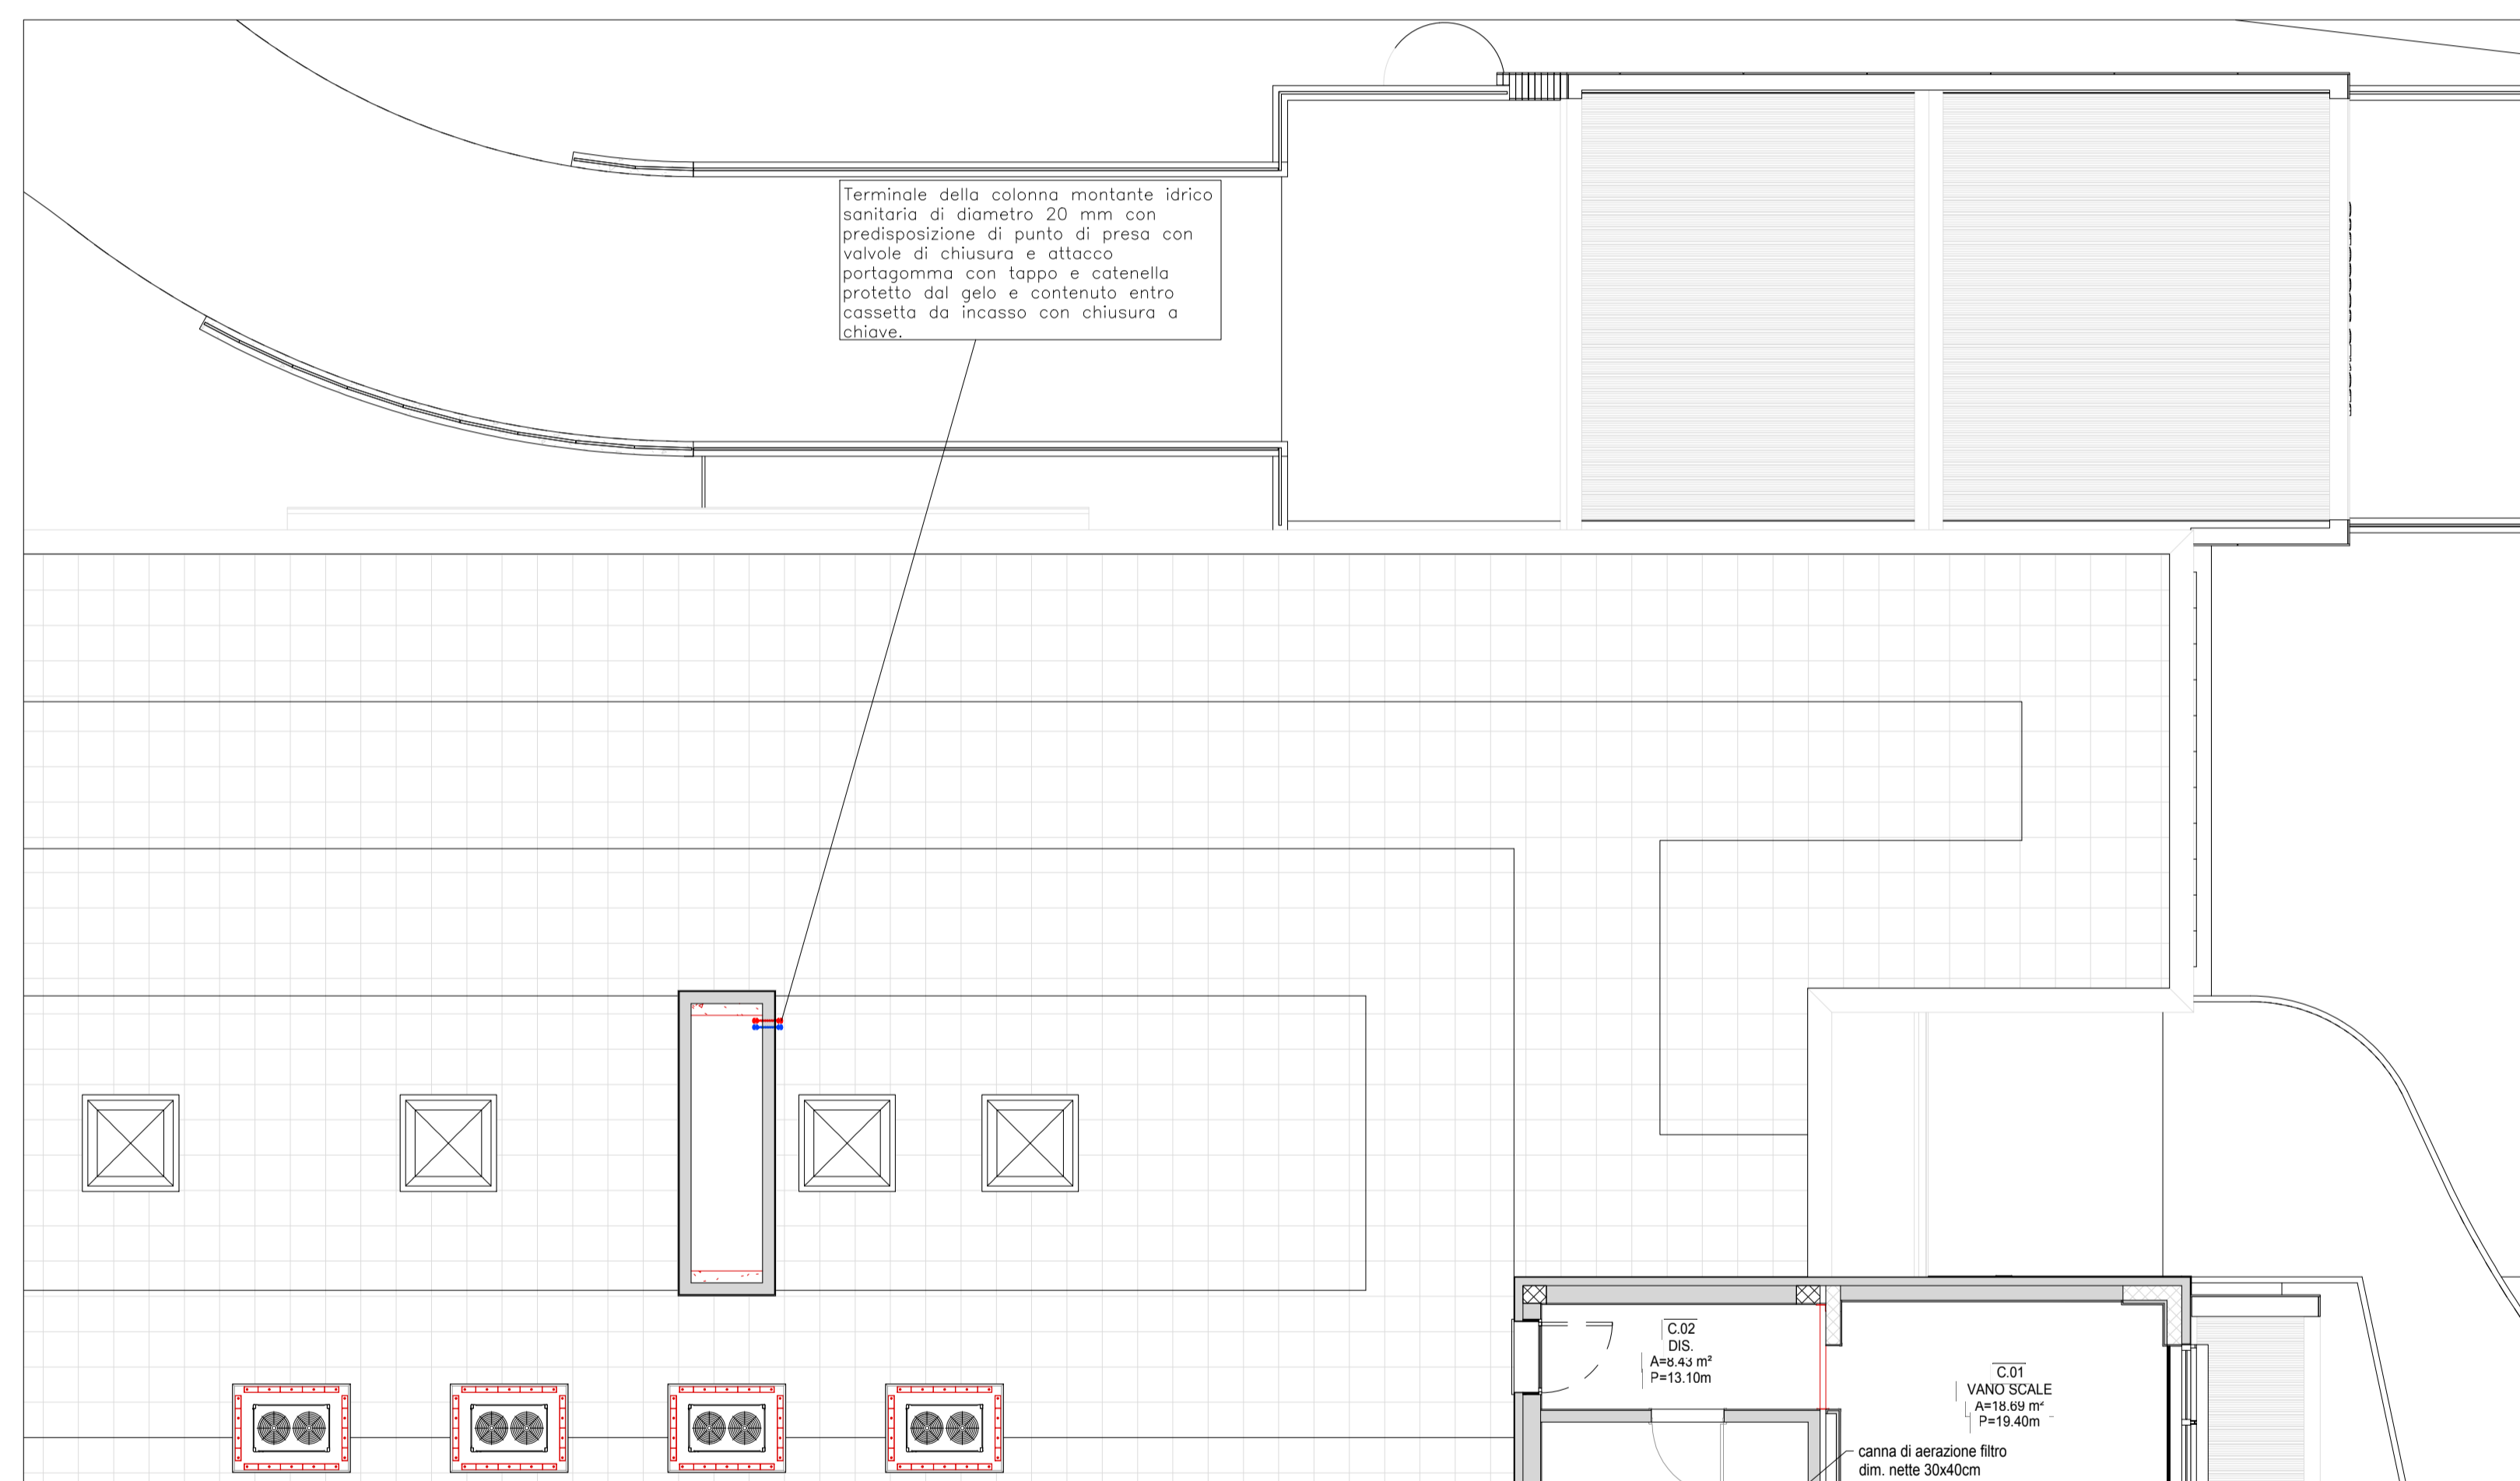 Terminale della colonna montante idrico
sanitaria di diametro 20 mm con
predisposizione di punto di presa con
valvole di chiusura e attacco
portagomma con tappo e catenella
protetto dal gelo e contenuto entro
cassetta da incasso con chiusura a
chiave.
C.02
DIS.
A=8.43 m²
P=13.10m
C.01
VANO SCALE
A=18.69 m²
P=19.40m
canna di aerazione filtro
dim. nette 30x40cm